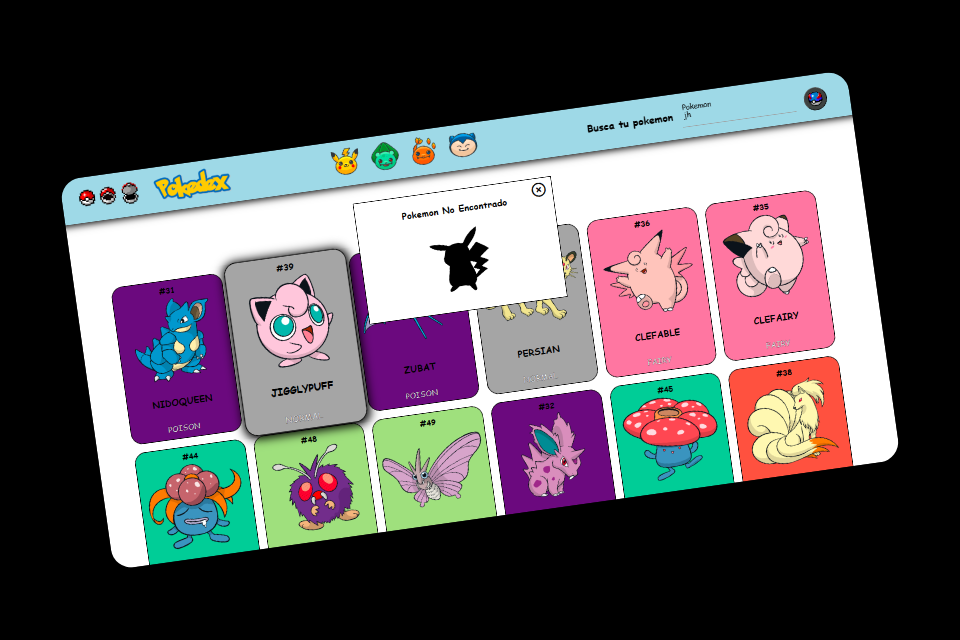 Pokedex
Busca tu pokemon
Pokemon
jh
Pokemon No Encontrado
#31
NIDOQUEEN
POISON
#39
JIGGLYPUFF
NORMAL
ZUBAT
POISON
PERSIAN
NORMAL
#36
CLEFABLE
FAIRY
#35
CLEFAIRY
FAIRY
#44
#48
#49
#32
#45
#38